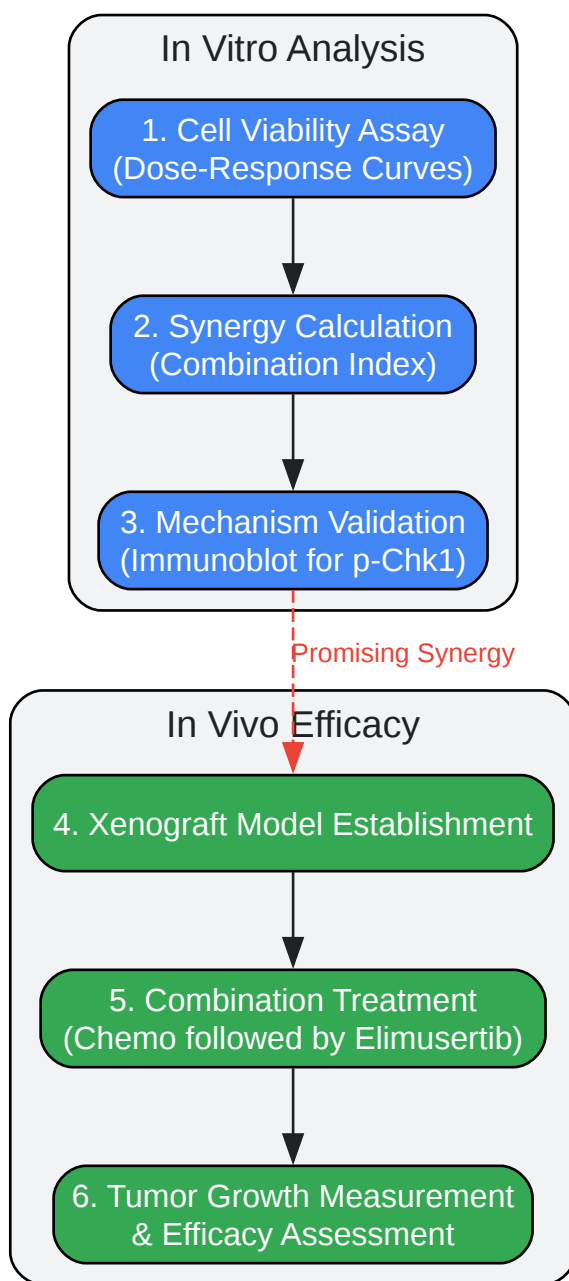 In Vitro Analysis
1. Cell Viability Assay
(Dose-Response Curves)
2. Synergy Calculation
(Combination Index)
3. Mechanism Validation
(Immunoblot for p-Chk1)
Promising Synergy
In Vivo Efficacy
4. Xenograft Model Establishment
5. Combination Treatment
(Chemo followed by Elimusertib)
6. Tumor Growth Measurement
& Efficacy Assessment